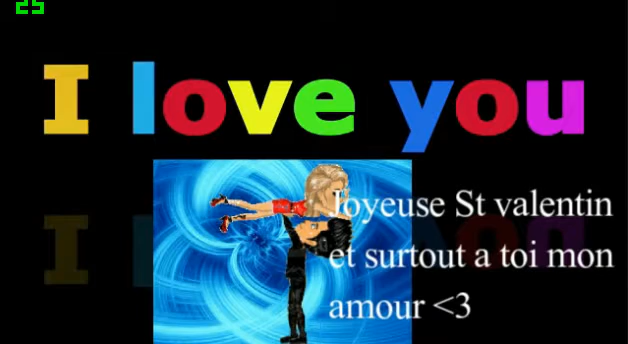 25
I love you
Joyeuse St valentin
et surtout a toi mon
amour <3